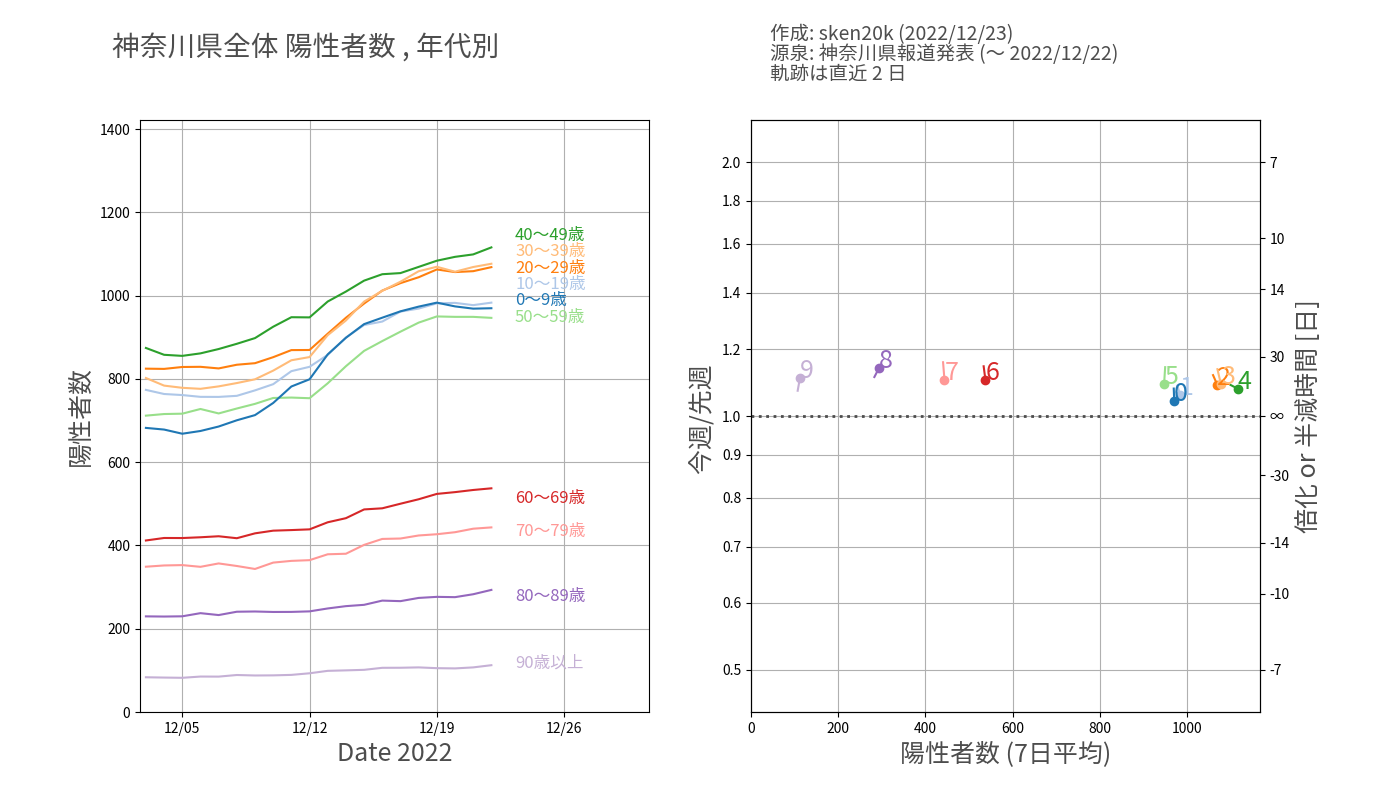 神奈川県全体 陽性者数 , 年代別
作成: sken20k (2022/12/23)
源泉: 神奈川県報道発表 (～ 2022/12/22)
軌跡は直近 2 日
陽性者数
1400
1200
1000
800
600
400
200
0
12/05
12/12
12/19
12/26
Date 2022
40～49歳
30～39歳
20～29歳
10～19歳
0～9歳
50～59歳
60～69歳
70～79歳
80～89歳
90歳以上
今週/先週
2.0
1.8
1.6
1.4
1.2
1.0
0.9
0.8
0.7
0.6
0.5
9
8
7
6
5
1
0
2
3
4
7
10
14
30
∞
-30
-14
-10
-7
倍化 or 半減時間 [日]
0
200
400
600
800
1000
陽性者数 (7日平均)